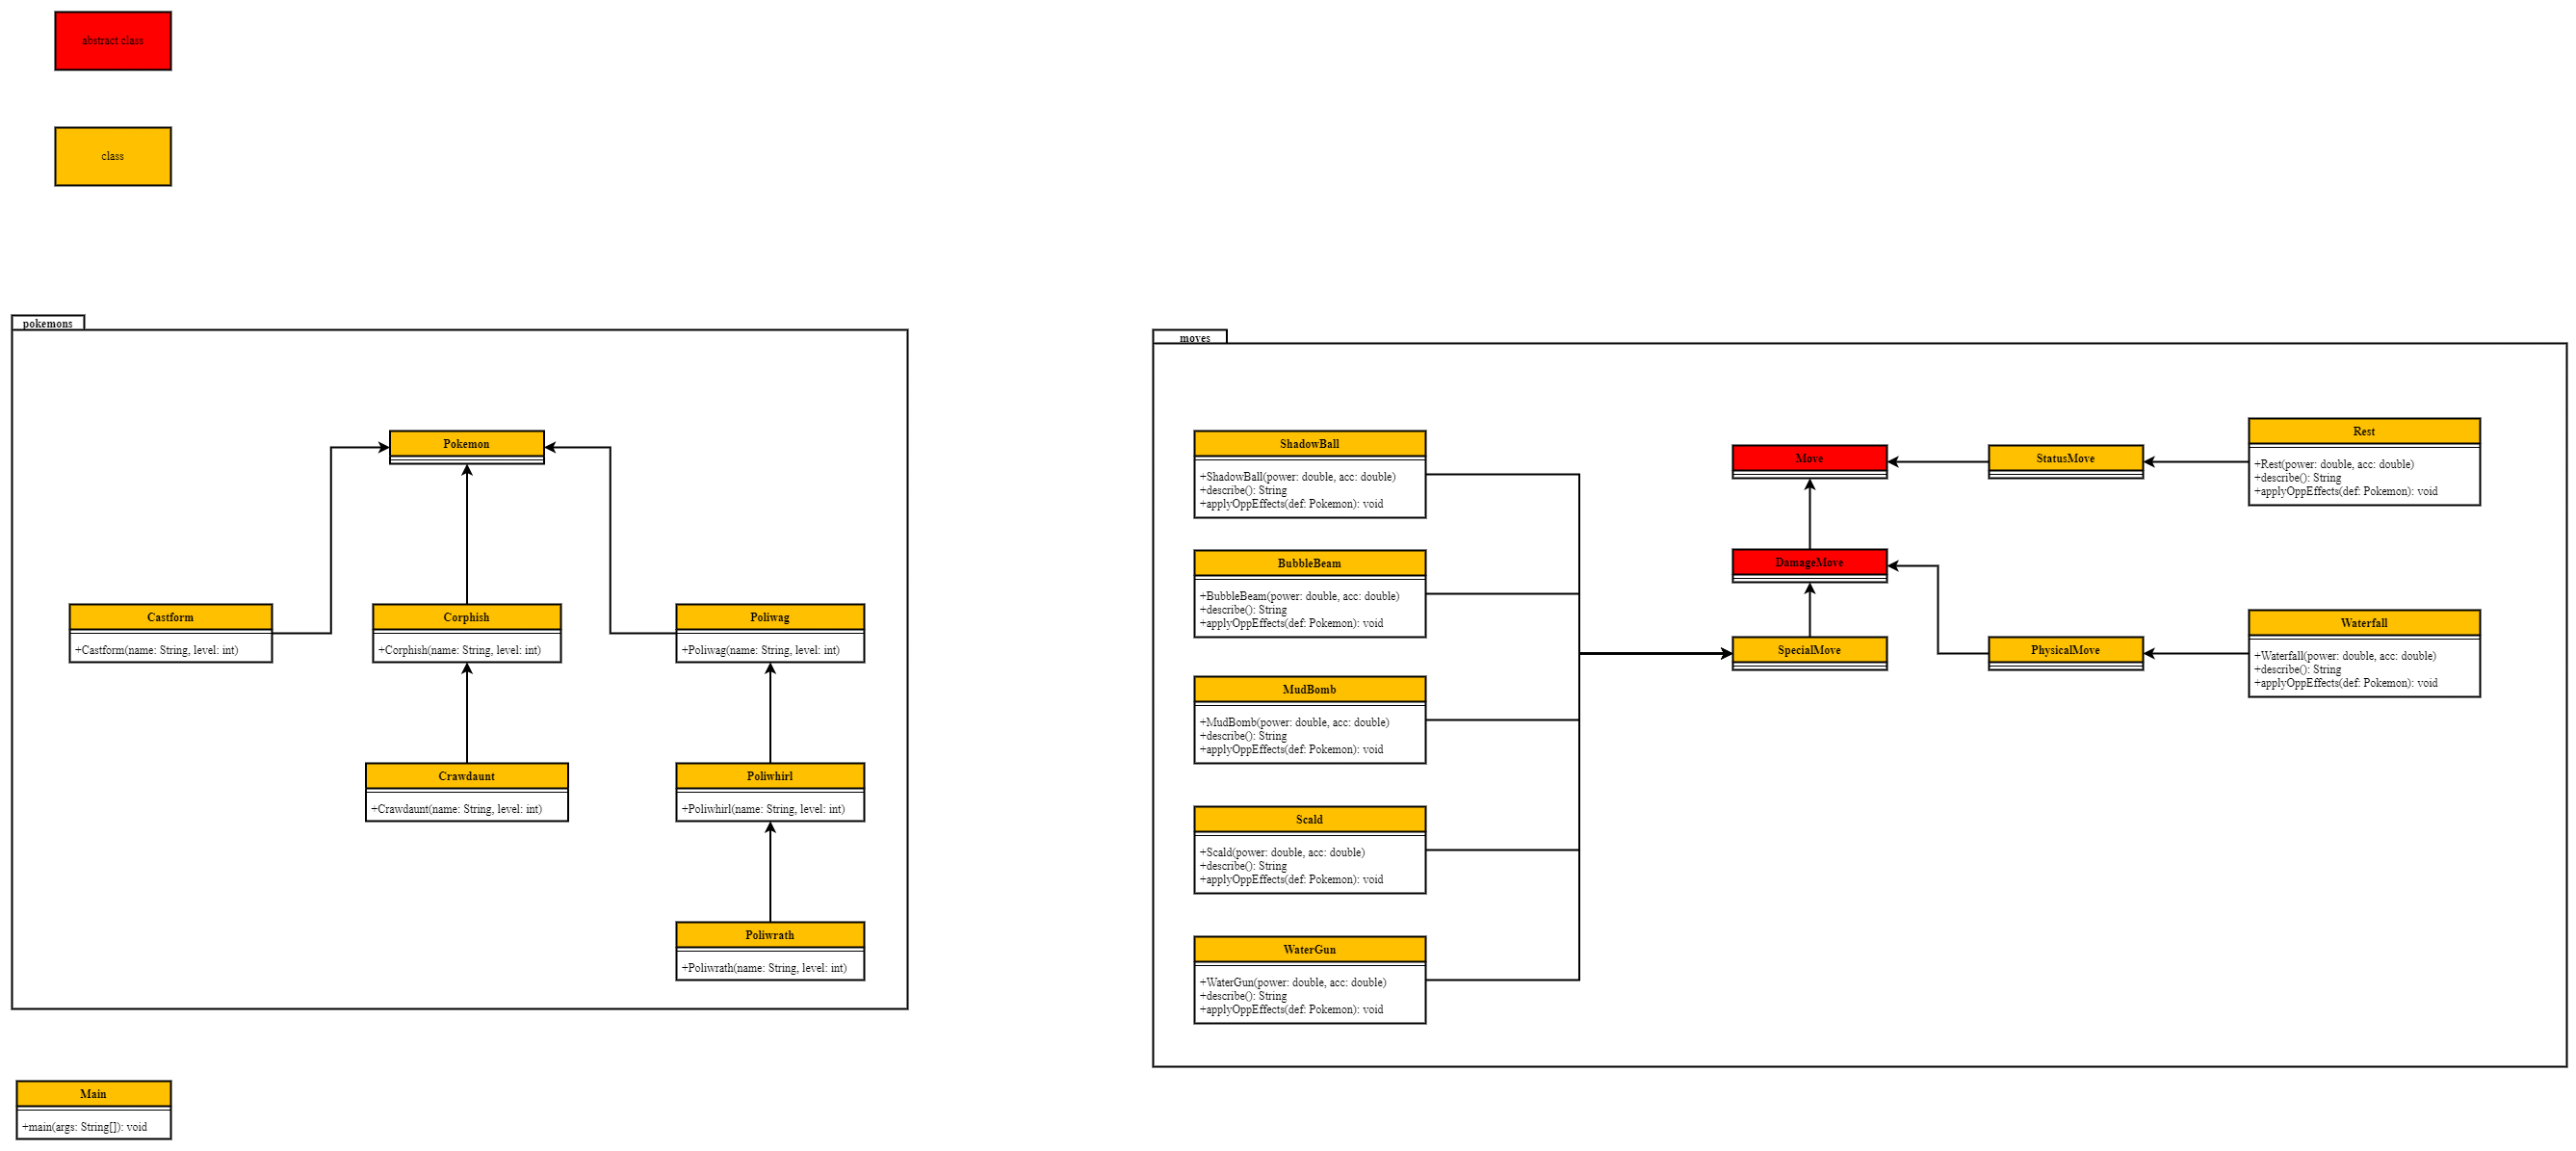 abstract class
class
pokemons
Pokemon
Castform
+Castform(name: String, level: int)
Corphish
+Corphish(name: String, level: int)
Poliwag
+Poliwag(name: String, level: int)
Crawdaunt
+Crawdaunt(name: String, level: int)
Poliwhirl
+Poliwhirl(name: String, level: int)
Poliwrath
+Poliwrath(name: String, level: int)
Main
+main(args: String[]): void
moves
ShadowBall
+ShadowBall(power: double, acc: double)
+describe(): String
+applyOppEffects(def: Pokemon): void
BubbleBeam
+BubbleBeam(power: double, acc: double)
+describe(): String
+applyOppEffects(def: Pokemon): void
MudBomb
+MudBomb(power: double, acc: double)
+describe(): String
+applyOppEffects(def: Pokemon): void
Scald
+Scald(power: double, acc: double)
+describe(): String
+applyOppEffects(def: Pokemon): void
WaterGun
+WaterGun(power: double, acc: double)
+describe(): String
+applyOppEffects(def: Pokemon): void
Move
DamageMove
SpecialMove
StatusMove
PhysicalMove
Rest
+Rest(power: double, acc: double)
+describe(): String
+applyOppEffects(def: Pokemon): void
Waterfall
+Waterfall(power: double, acc: double)
+describe(): String
+applyOppEffects(def: Pokemon): void